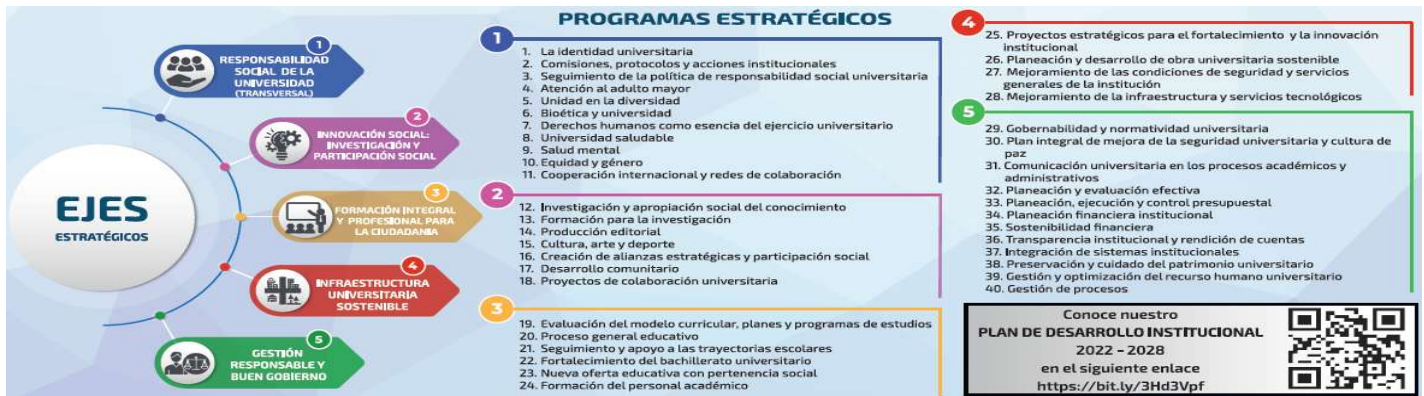 EJES
ESTRATÉGICOS
1
RESPONSABILIDAD
SOCIAL DE LA
UNIVERSIDAD
(TRANSVERSAL)
2
INNOVACIÓN SOCIAL:
INVESTIGACIÓN Y
PARTICIPACIÓN SOCIAL
3
FORMACIÓN INTEGRAL
Y PROFESIONAL PARA
LA CIUDADANÍA
4
INFRAESTRUCTURA
UNIVERSITARIA
SOSTENIBLE
5
GESTIÓN
RESPONSABLE Y
BUEN GOBIERNO
PROGRAMAS ESTRATÉGICOS
1
1. La identidad universitaria
2. Comisiones, protocolos y acciones institucionales
3. Seguimiento de la política de responsabilidad social universitaria
4. Atención al adulto mayor
5. Unidad en la diversidad
6. Bioética y universidad
7. Derechos humanos como esencia del ejercicio universitario
8. Universidad saludable
9. Salud mental
10. Equidad y género
11. Cooperación internacional y redes de colaboración
2
12. Investigación y apropiación social del conocimiento
13. Formación para la investigación
14. Producción editorial
15. Cultura, arte y deporte
16. Creación de alianzas estratégicas y participación social
17. Desarrollo comunitario
18. Proyectos de colaboración universitaria
3
19. Evaluación del modelo curricular, planes y programas de estudios
20. Proceso general educativo
21. Seguimiento y apoyo a las trayectorias escolares
22. Fortalecimiento del bachillerato universitario
23. Nueva oferta educativa con pertenencia social
24. Formación del personal académico
4
25. Proyectos estratégicos para el fortalecimiento y la innovación
institucional
26. Planeación y desarrollo de obra universitaria sostenible
27. Mejoramiento de las condiciones de seguridad y servicios
generales de la institución
28. Mejoramiento de la infraestructura y servicios tecnológicos
5
29. Gobernabilidad y normatividad universitaria
30. Plan integral de mejora de la seguridad universitaria y cultura de
paz
31. Comunicación universitaria en los procesos académicos y
administrativos
32. Planeación y evaluación efectiva
33. Planeación, ejecución y control presupuestal
34. Planeación financiera institucional
35. Sostenibilidad financiera
36. Transparencia institucional y rendición de cuentas
37. Integración de sistemas institucionales
38. Preservación y cuidado del patrimonio universitario
39. Gestión y optimización del recurso humano universitario
40. Gestión de procesos
Conoce nuestro
PLAN DE DESARROLLO INSTITUCIONAL
2022 - 2028
en el siguiente enlace
https://bit.ly/3Hd3Vpf